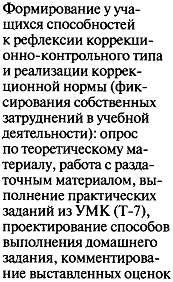 Формирование у уча-
щихся способностей
к рефлексии коррекци-
онно-контрольного типа
и реализации коррек-
ционной нормы (фик-
сирования собственных
затруднений в учебной
деятельности): опрос
по теоретическому ма-
териалу, работа с разда-
точным материалом, вы-
полнение практических
заданий из УМК (Т-7),
проектирование способов
выполнения домашнего
задания, комментирова-
ние выставленных оценок